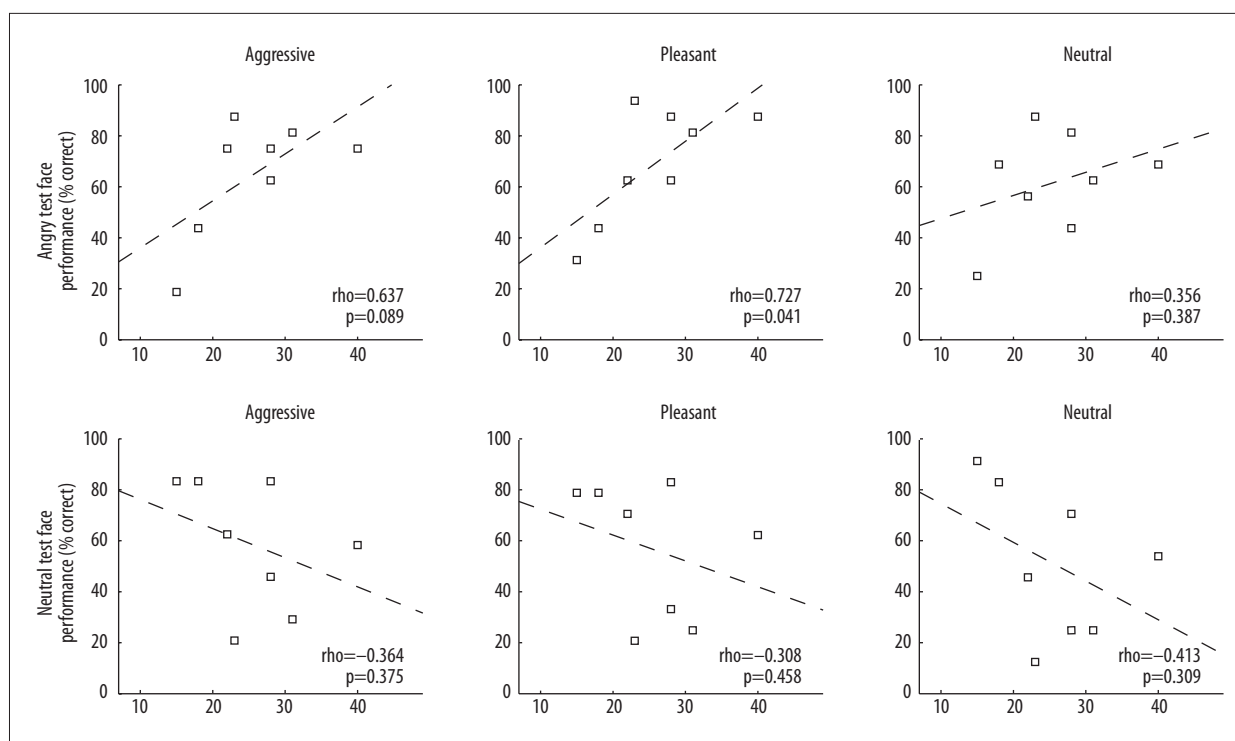 Aggressive
Pleasant
Neutral
Angry test face
performance (% correct)
100
80
60
40
20
0
10
20
30
40
rho=0.637
p=0.089
100
80
60
40
20
0
10
20
30
40
rho=0.727
p=0.041
100
80
60
40
20
0
10
20
30
40
rho=0.356
p=0.387
Aggressive
Pleasant
Neutral
Neutral test face
performance (% correct)
100
80
60
40
20
0
10
20
30
40
rho=–0.364
p=0.375
100
80
60
40
20
0
10
20
30
40
rho=–0.308
p=0.458
100
80
60
40
20
0
10
20
30
40
rho=–0.413
p=0.309